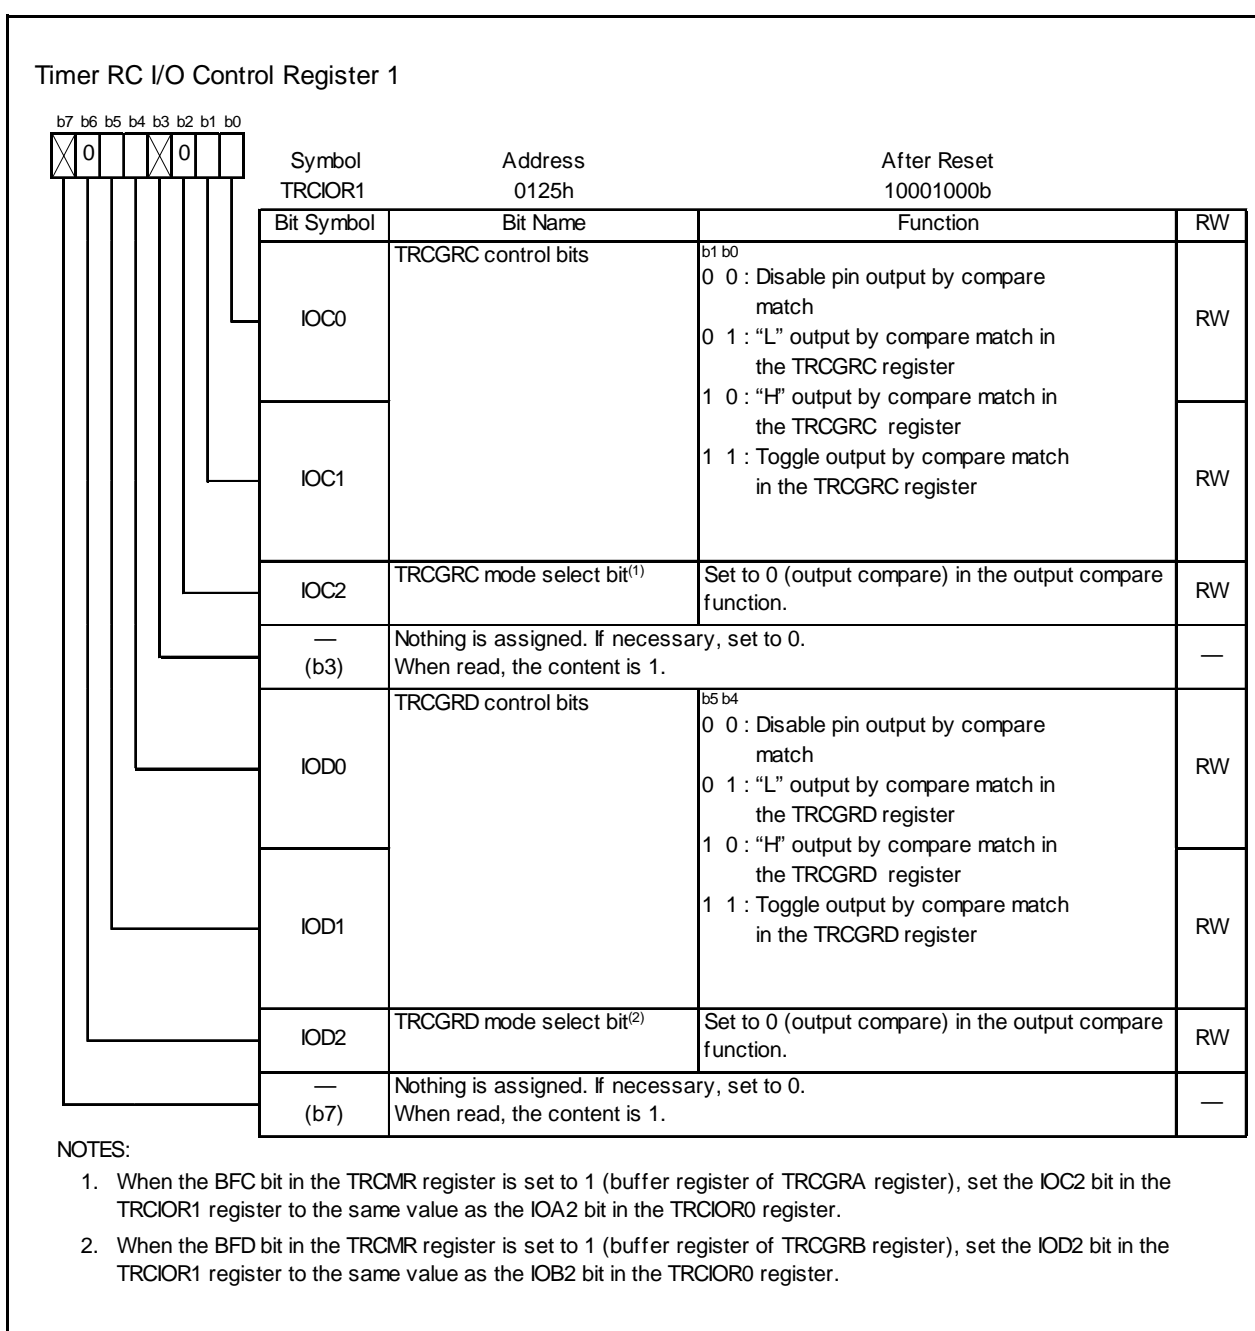 Timer RC I/O Control Register 1
b7 b6 b5 b4 b3 b2 b1 b0
0 0
Symbol Address After Reset
TRCIOR1 0125h 10001000b
Bit Symbol Bit Name Function RW
IOC0 TRCGRC control bits b1 b0 RW
0 0 : Disable pin output by compare
match
0 1 : “L” output by compare match in
the TRCGRC register
1 0 : “H” output by compare match in
the TRCGRC register
IOC1 1 1 : Toggle output by compare match RW
in the TRCGRC register
IOC2 TRCGRC mode select bit(1) Set to 0 (output compare) in the output compare RW
function.
— Nothing is assigned. If necessary, set to 0. —
(b3) When read, the content is 1.
IOD0 TRCGRD control bits b5 b4 RW
0 0 : Disable pin output by compare
match
0 1 : “L” output by compare match in
the TRCGRD register
1 0 : “H” output by compare match in
the TRCGRD register
IOD1 1 1 : Toggle output by compare match RW
in the TRCGRD register
IOD2 TRCGRD mode select bit(2) Set to 0 (output compare) in the output compare RW
function.
— Nothing is assigned. If necessary, set to 0. —
(b7) When read, the content is 1.
NOTES:
1. When the BFC bit in the TRCMR register is set to 1 (buffer register of TRCGRA register), set the IOC2 bit in the
TRCIOR1 register to the same value as the IOA2 bit in the TRCIOR0 register.
2. When the BFD bit in the TRCMR register is set to 1 (buffer register of TRCGRB register), set the IOD2 bit in the
TRCIOR1 register to the same value as the IOB2 bit in the TRCIOR0 register.